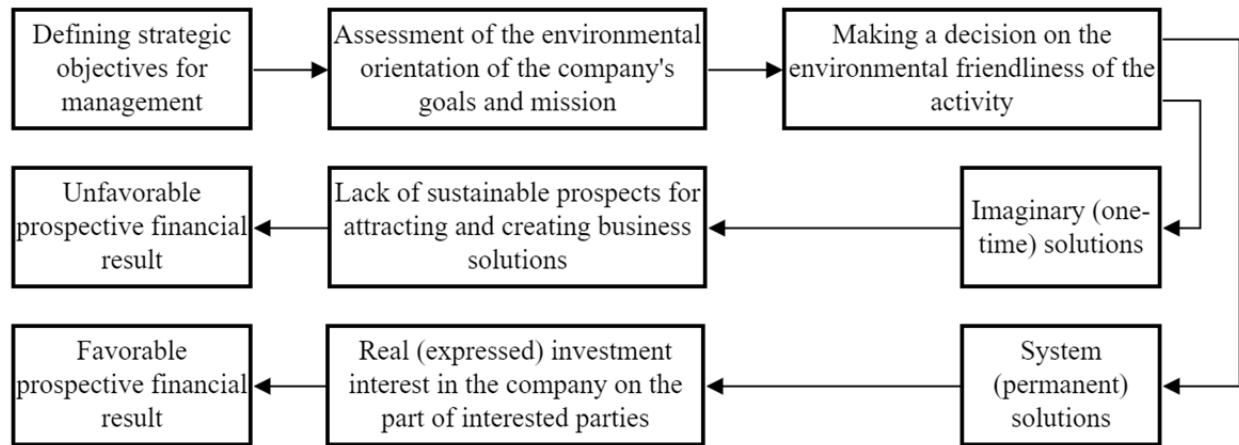 Defining strategic
objectives for
management
Assessment of the environmental
orientation of the company's
goals and mission
Making a decision on the
environmental friendliness of the
activity
Unfavorable
prospective financial
result
Lack of sustainable prospects for
attracting and creating business
solutions
Imaginary (one-
time) solutions
Favorable
prospective financial
result
Real (expressed) investment
interest in the company on the
part of interested parties
System
(permanent)
solutions